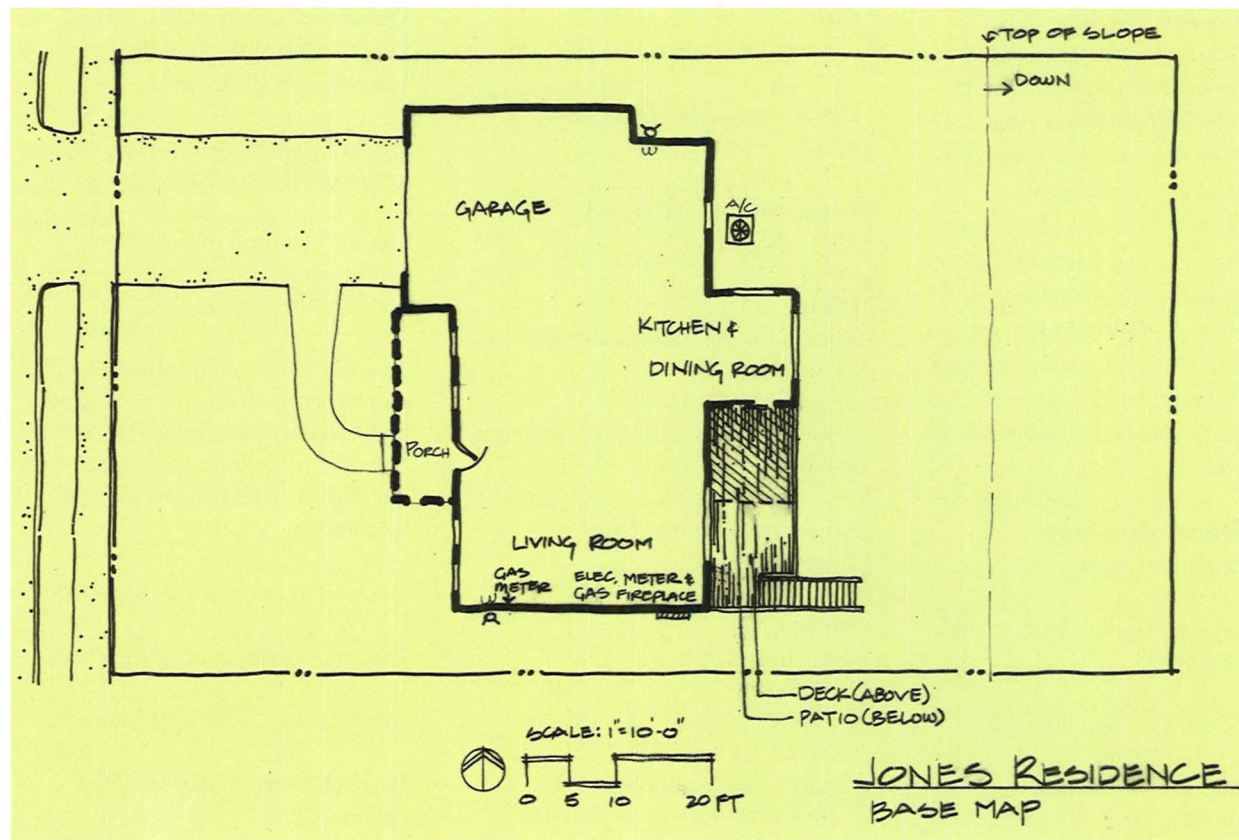 TOP OF SLOPE
DOWN
GARAGE
A/C
W
KITCHEN &
DINING ROOM
PORCH
LIVING ROOM
GAS
METER
ELEC. METER &
GAS FIREPLACE
W
DECK (ABOVE)
PATIO (BELOW)
SCALE: 1"=10'-0"
0 5 10 20 FT
JONES RESIDENCE
BASE MAP